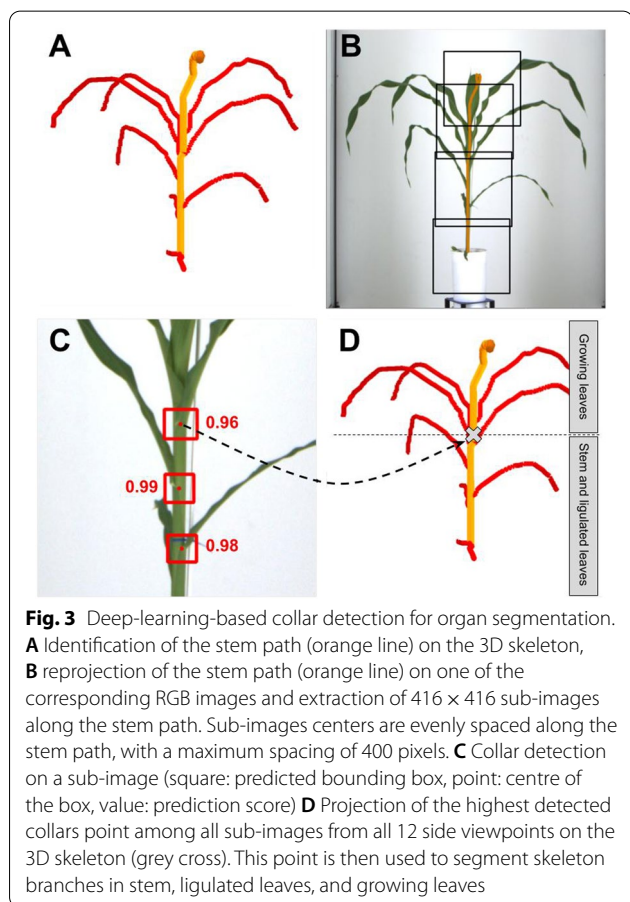 A
B
C
0.96
0.99
0.98
D
Growing leaves
Stem and ligulated leaves
Fig. 3 Deep-learning-based collar detection for organ segmentation.
A Identification of the stem path (orange line) on the 3D skeleton,
B reprojection of the stem path (orange line) on one of the
corresponding RGB images and extraction of 416 × 416 sub-images
along the stem path. Sub-images centers are evenly spaced along the
stem path, with a maximum spacing of 400 pixels. C Collar detection
on a sub-image (square: predicted bounding box, point: centre of
the box, value: prediction score) D Projection of the highest detected
collars point among all sub-images from all 12 side viewpoints on the
3D skeleton (grey cross). This point is then used to segment skeleton
branches in stem, ligulated leaves, and growing leaves